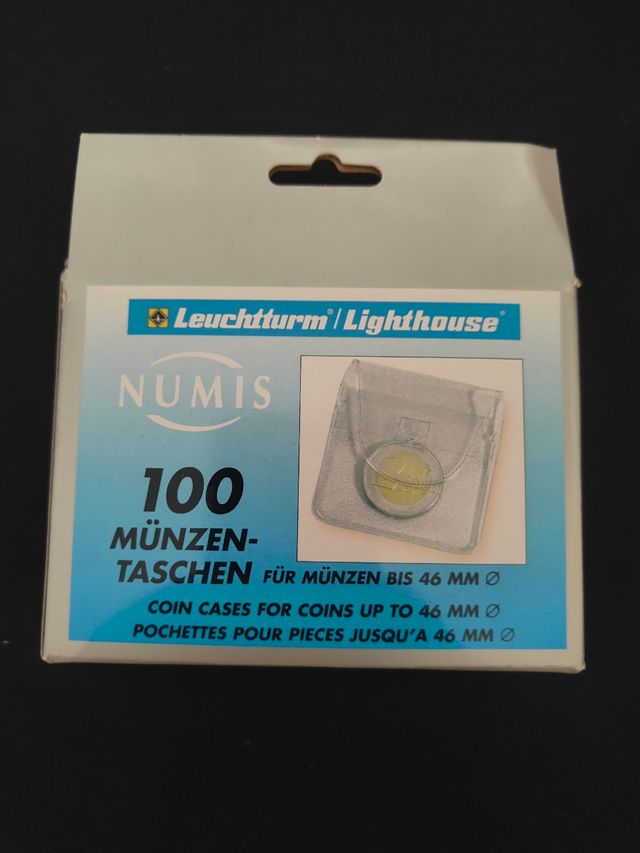 Leuchtturm®/Lighthouse®
NUMIS
100
MÜNZEN-
TASCHEN FÜR MÜNZEN BIS 46 MM Ø
COIN CASES FOR COINS UP TO 46 MM Ø
POCHETTES POUR PIECES JUSQU'A 46 MM Ø